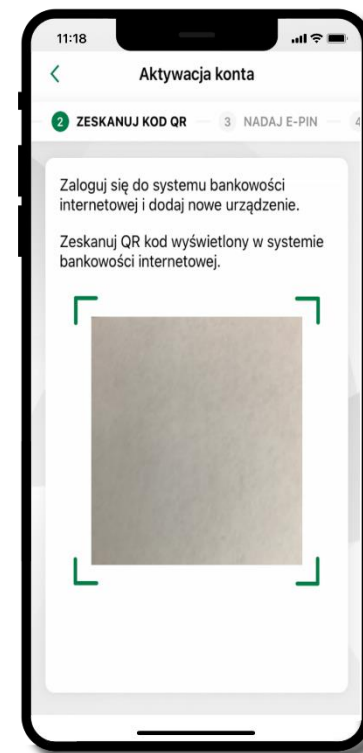 11:18
Aktywacja konta
2 ZESKANUJ KOD QR 3 NADAJ E-PIN 4
Zaloguj się do systemu bankowości
internetowej i dodaj nowe urządzenie.
Zeskanuj QR kod wyświetlony w systemie
bankowości internetowej.